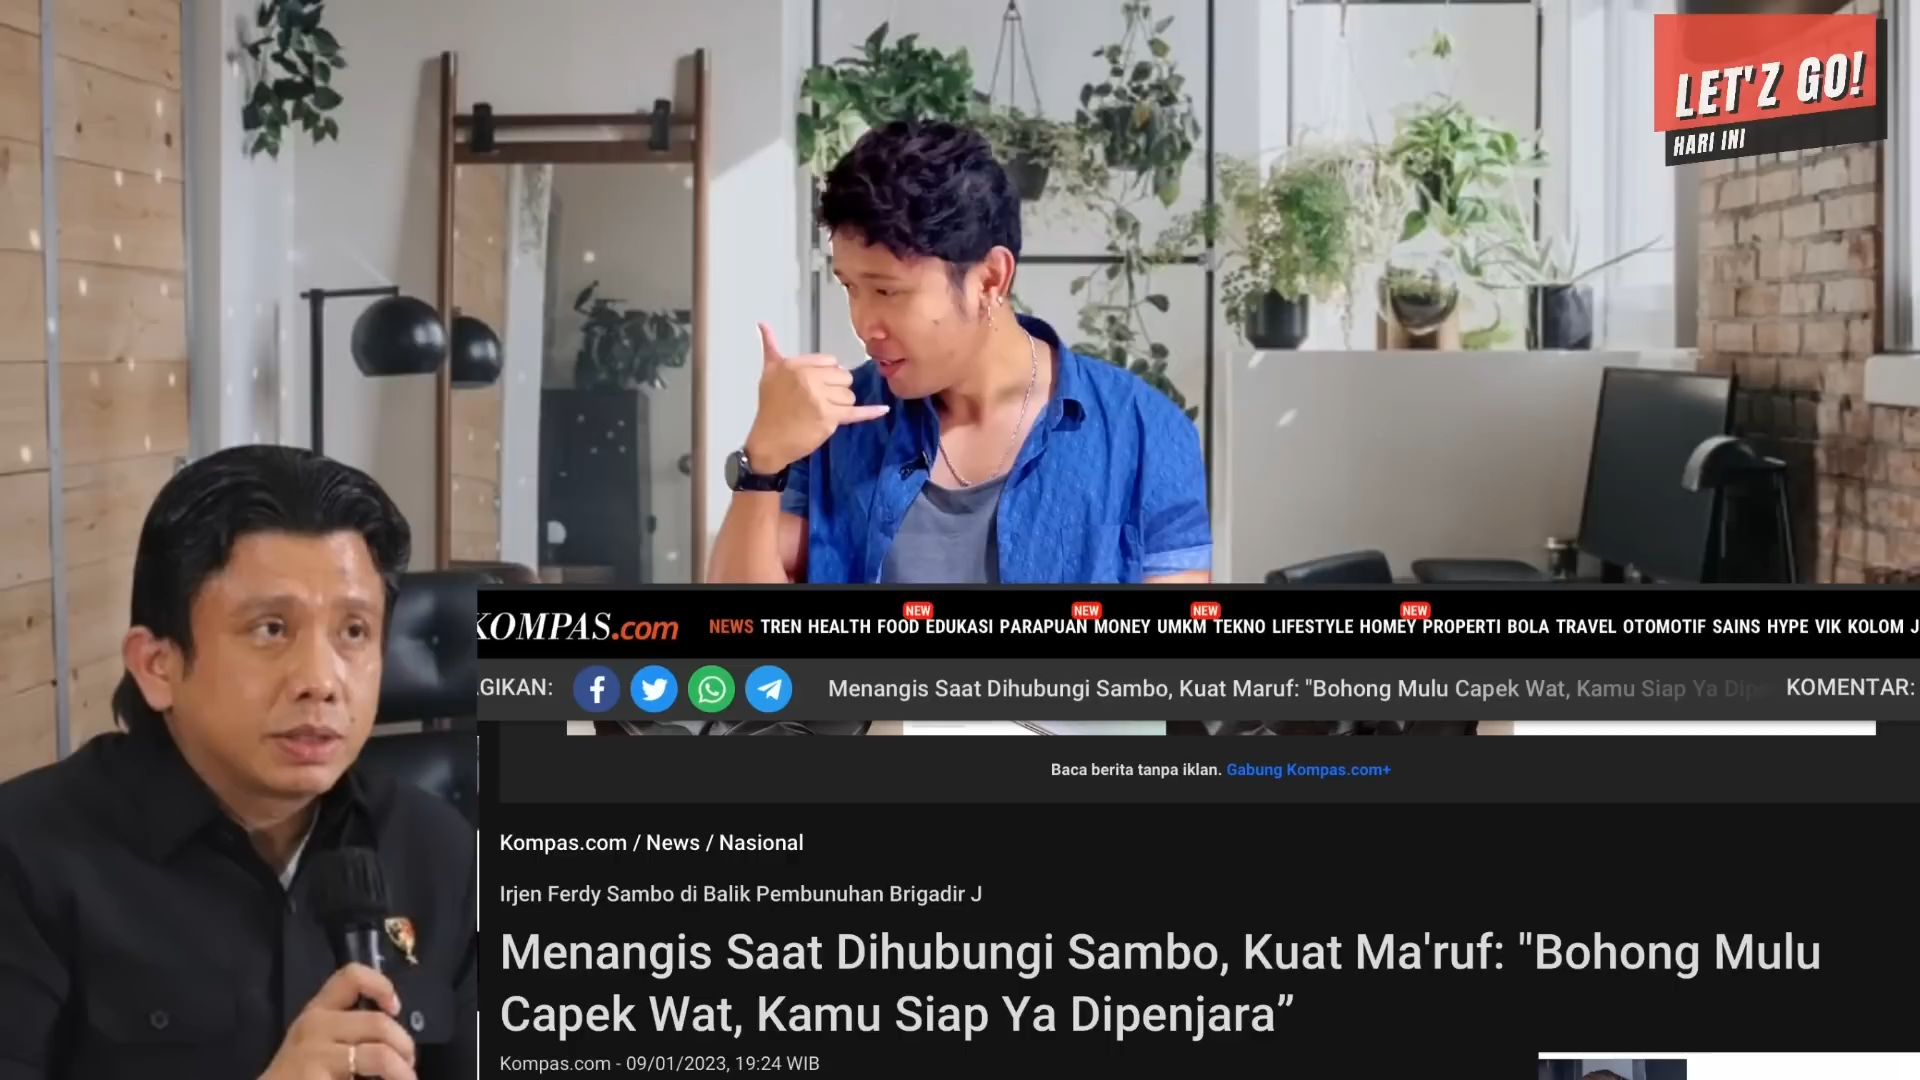 LET'Z GO!
HARI INI
KOMPAS.com
NEWS TREN HEALTH FOOD EDUKASI PARAPUAN MONEY UMKM TEKNO LIFESTYLE HOMEY PROPERTI BOLA TRAVEL OTOMOTIF SAINS HYPE VIK KOLOM J
NEW NEW NEW NEW
GIKAN:
Menangis Saat Dihubungi Sambo, Kuat Maruf: "Bohong Mulu Capek Wat, Kamu Siap Ya Dipe
KOMENTAR:
Baca berita tanpa iklan. Gabung Kompas.com+
Kompas.com / News / Nasional
Irjen Ferdy Sambo di Balik Pembunuhan Brigadir J
Menangis Saat Dihubungi Sambo, Kuat Ma'ruf: "Bohong Mulu
Capek Wat, Kamu Siap Ya Dipenjara”
Kompas.com - 09/01/2023, 19:24 WIB